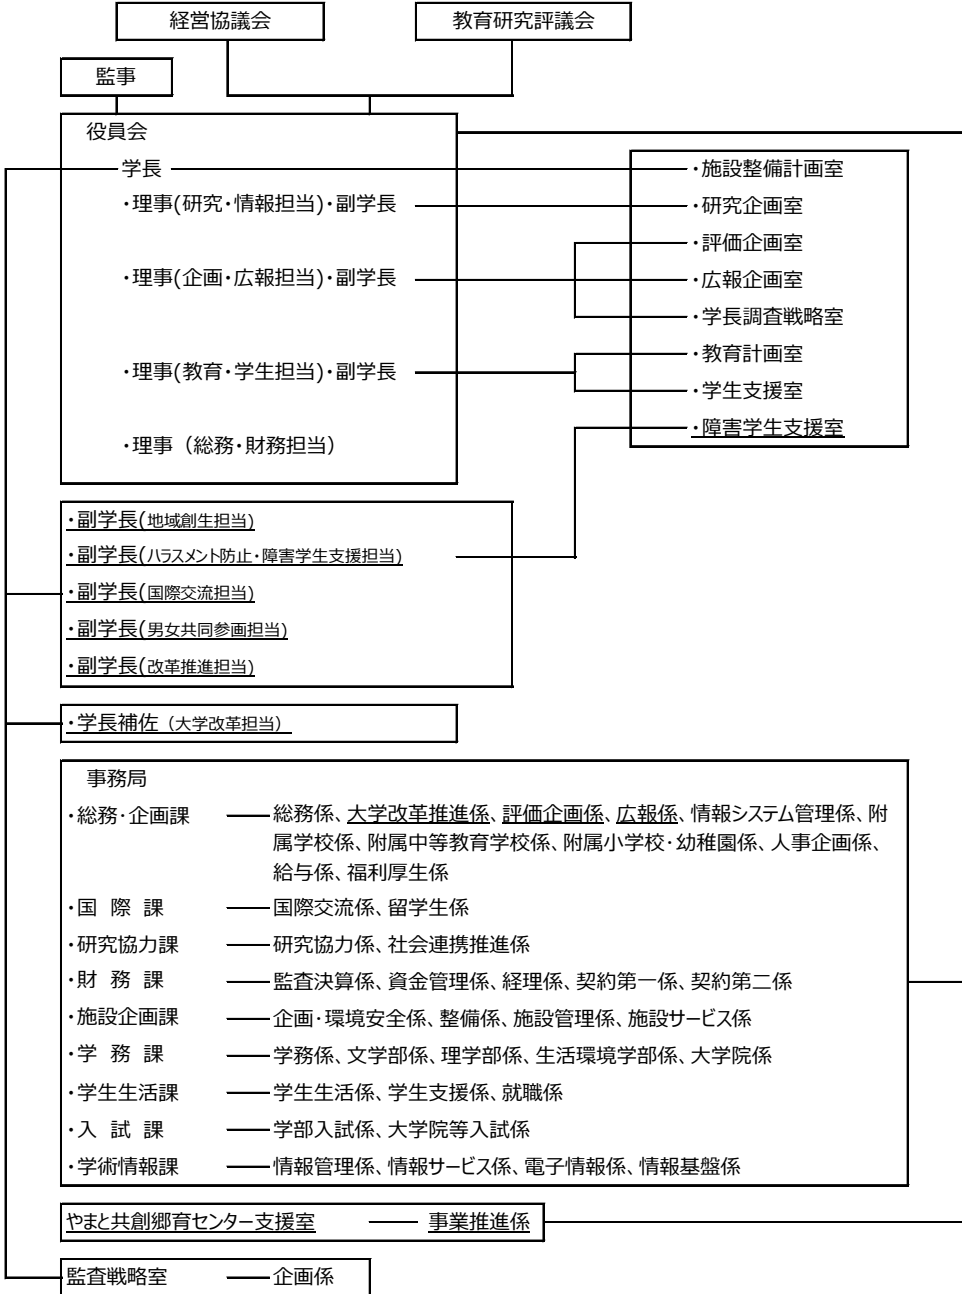 経営協議会
教育研究評議会
監事
役員会
学長
・理事(研究・情報担当)・副学長
・理事(企画・広報担当)・副学長
・理事(教育・学生担当)・副学長
・理事（総務・財務担当）
・施設整備計画室
・研究企画室
・評価企画室
・広報企画室
・学長調査戦略室
・教育計画室
・学生支援室
・障害学生支援室
・副学長(地域創生担当)
・副学長(ハラスメント防止・障害学生支援担当)
・副学長(国際交流担当)
・副学長(男女共同参画担当)
・副学長(改革推進担当)
・学長補佐（大学改革担当）
事務局
・総務・企画課 総務係、大学改革推進係、評価企画係、広報係、情報システム管理係、附
属学校係、附属中等教育学校係、附属小学校・幼稚園係、人事企画係、
給与係、福利厚生係
・国 際 課 国際交流係、留学生係
・研究協力課 研究協力係、社会連携推進係
・財 務 課 監査決算係、資金管理係、経理係、契約第一係、契約第二係
・施設企画課 企画・環境安全係、整備係、施設管理係、施設サービス係
・学 務 課 学務係、文学部係、理学部係、生活環境学部係、大学院係
・学生生活課 学生生活係、学生支援係、就職係
・入 試 課 学部入試係、大学院等入試係
・学術情報課 情報管理係、情報サービス係、電子情報係、情報基盤係
やまと共創郷育センター支援室 事業推進係
監査戦略室 企画係